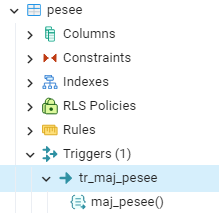 pesee
Columns
Constraints
Indexes
RLS Policies
Rules
Triggers (1)
tr_maj_pesee
maj_pesee()